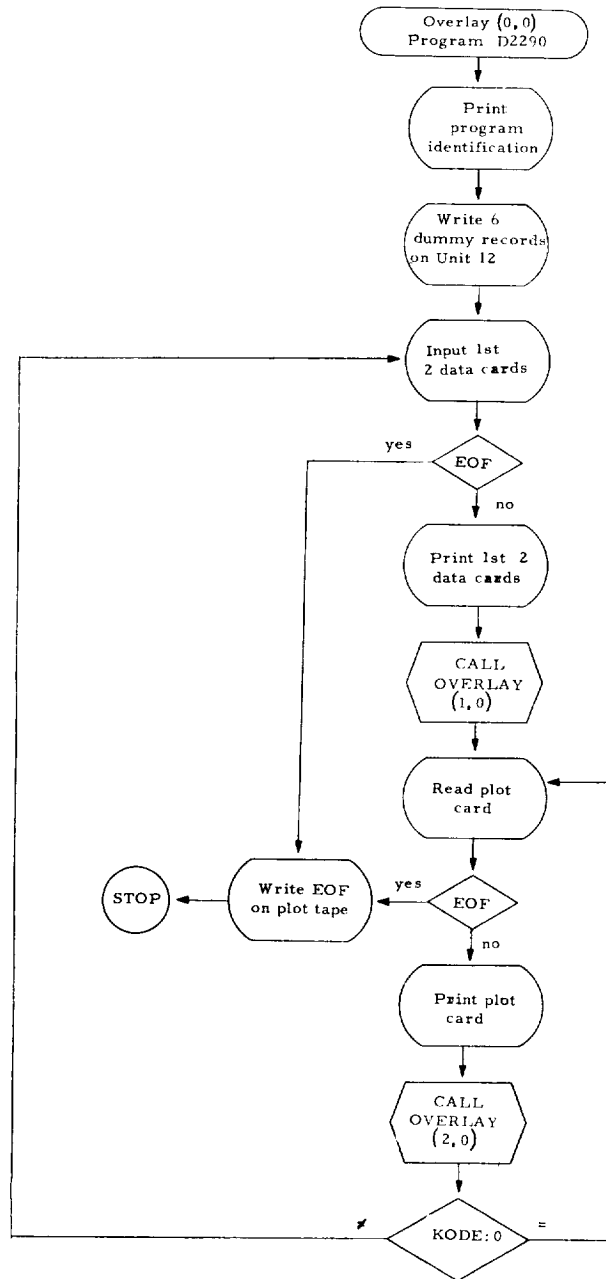 Overlay (0,0)
Program D2290
Print
program
identification
Write 6
dummy records
on Unit 12
Input 1st
2 data cards
yes
EOF
no
Print 1st 2
data cards
CALL
OVERLAY
(1,0)
Read plot
card
STOP
Write EOF
on plot tape
yes
EOF
no
Print plot
card
CALL
OVERLAY
(2,0)
≠
KODE:0
=